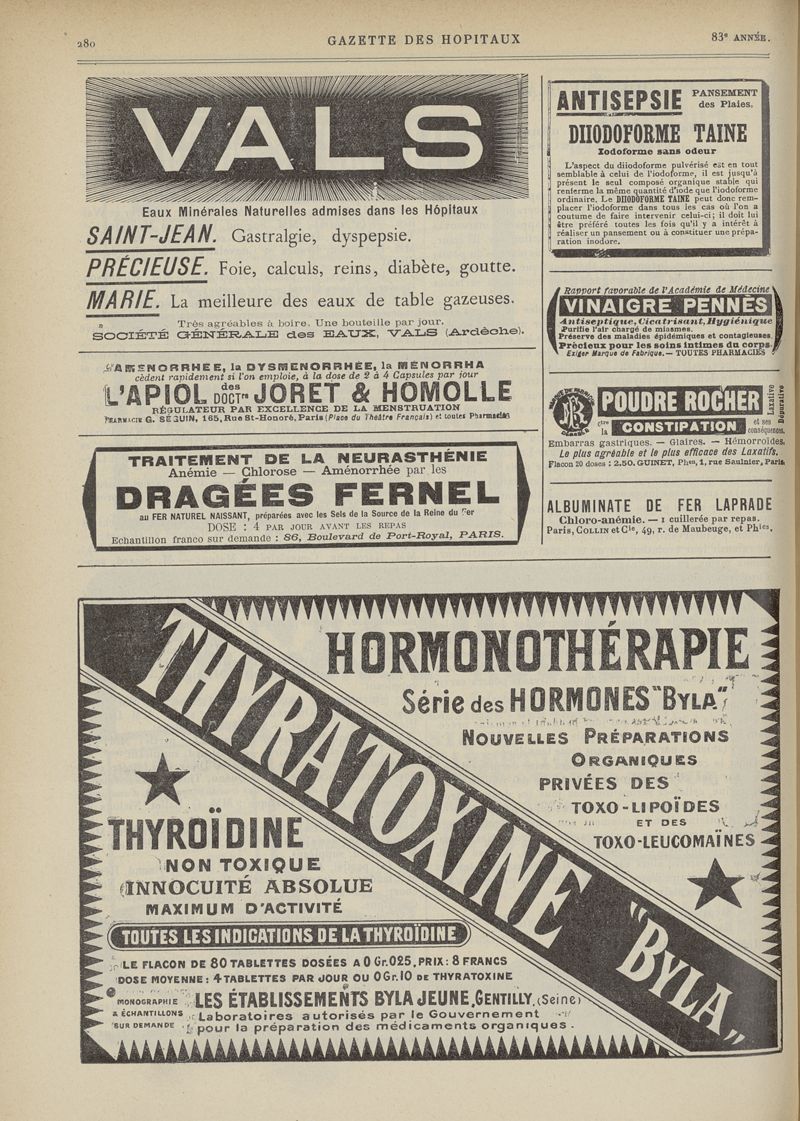 280
GAZETTE DES HOPITAUX
83e ANNÉE.
VALS
Eaux Minérales Naturelles admises dans les Hôpitaux
SAINT-JEAN. Gastralgie, dyspepsie.
PRÉCIEUSE. Foie, calculs, reins, diabète, goutte.
MARIE. La meilleure des eaux de table gazeuses.
Très agréables à boire. Une bouteille par jour.
SOCIÉTÉ GÉNÉRALE des EAUX, VALS (Ardèche).
L'AMÉNORRHÉE, la DYSMENORRHÉE, la MÉNORRHA
cèdent rapidement si l'on emploie, à la dose de 2 à 4 Capsules par jour
L'APIOL des DOCTrs JORET & HOMOLLE
RÉGULATEUR PAR EXCELLENCE DE LA MENSTRUATION
PHARMACIE G. SÉGUIN, 165, Rue St-Honoré, Paris (Place du Théâtre Français) et toutes Pharmacies
TRAITEMENT DE LA NEURASTHÉNIE
Anémie — Chlorose — Aménorrhée par les
DRAGÉES FERNEL
au FER NATUREL NAISSANT, préparées avec les Sels de la Source de la Reine du Fer
DOSE : 4 PAR JOUR AVANT LES REPAS
Echantillon franco sur demande : 86, Boulevard de Port-Royal, PARIS.
ANTISEPSIE PANSEMENT
des Plaies.
DIIODOFORME TAINE
Iodoforme sans odeur
L'aspect du diiodoforme pulvérisé est en tout
semblable à celui de l'iodoforme, il est jusqu'à
présent le seul composé organique stable qui
renferme la même quantité d'iode que l'iodoforme
ordinaire. Le DIIODOFORME TAINE peut donc rem-
placer l'iodoforme dans tous les cas où l'on a
coutume de faire intervenir celui-ci; il doit lui
être préféré toutes les fois qu'il y a intérêt à
réaliser un pansement ou à constituer une prépa-
ration inodore.
Rapport favorable de l'Académie de Médecine
VINAIGRE PENNÈS
Antiseptique, Cicatrisant, Hygiénique
Purifie l'air chargé de miasmes.
Préserve des maladies épidémiques et contagieuses.
Précieux pour les soins intimes du corps.
Exiger Marque de Fabrique. — TOUTES PHARMACIES
POUDRE ROCHER
Laxative
Dépurative
ctre la CONSTIPATION et ses conséquences.
Embarras gastriques. — Glaires. — Hémorroïdes.
Le plus agréable et le plus efficace des Laxatifs.
Flacon 20 doses : 2.50. GUINET, Phen, 1, rue Saulnier, Paris
ALBUMINATE DE FER LAPRADE
Chloro-anémie. — 1 cuillerée par repas.
Paris, COLLIN et Cie, 49, r. de Maubeuge, et Phies.
HORMONOTHÉRAPIE
Série des HORMONES "BYLA"
NOUVELLES PRÉPARATIONS
ORGANIQUES
PRIVÉES DES
TOXO-LIPOÏDES
ET DES
TOXO-LEUCOMAÏNES
THYRATOXINE "BYLA"
THYROÏDINE
NON TOXIQUE
INNOCUITÉ ABSOLUE
MAXIMUM D'ACTIVITÉ
TOUTES LES INDICATIONS DE LA THYROÏDINE
LE FLACON DE 80 TABLETTES DOSÉES A 0 Gr.025, PRIX : 8 FRANCS
DOSE MOYENNE : 4 TABLETTES PAR JOUR OU 0 Gr.10 DE THYRATOXINE
MONOGRAPHIE
& ÉCHANTILLONS
SUR DEMANDE
LES ÉTABLISSEMENTS BYLA JEUNE, GENTILLY, (Seine)
Laboratoires autorisés par le Gouvernement
pour la préparation des médicaments organiques.